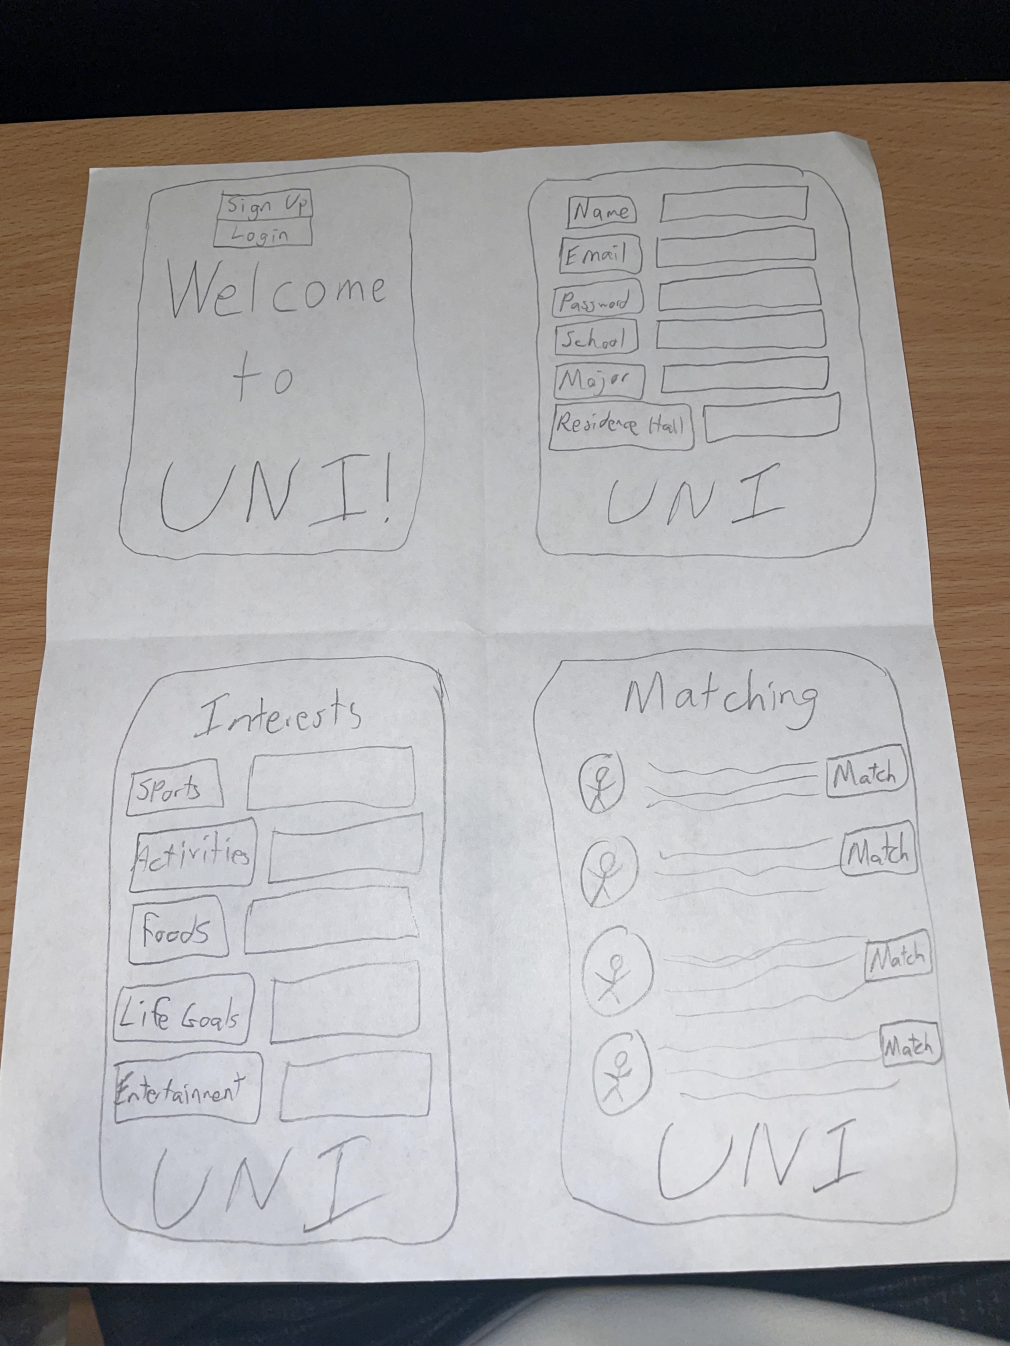 Sign Up
Login
Welcome
to
UNI!
Name
Email
Password
School
Major
Residence Hall
UNI
Interests
Sports
Activities
Foods
Life Goals
Entertainment
UNI
Matching
Match
Match
Match
Match
UNI